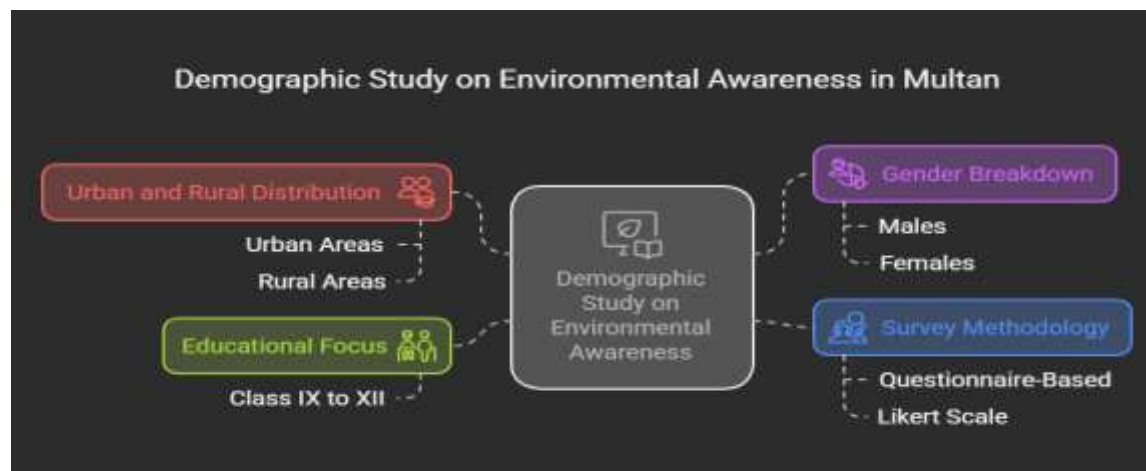 Demographic Study on Environmental Awareness in Multan
Urban and Rural Distribution
Urban Areas
Rural Areas
Educational Focus
Class IX to XII
Demographic
Study on
Environmental
Awareness
Gender Breakdown
Males
Females
Survey Methodology
Questionnaire-Based
Likert Scale